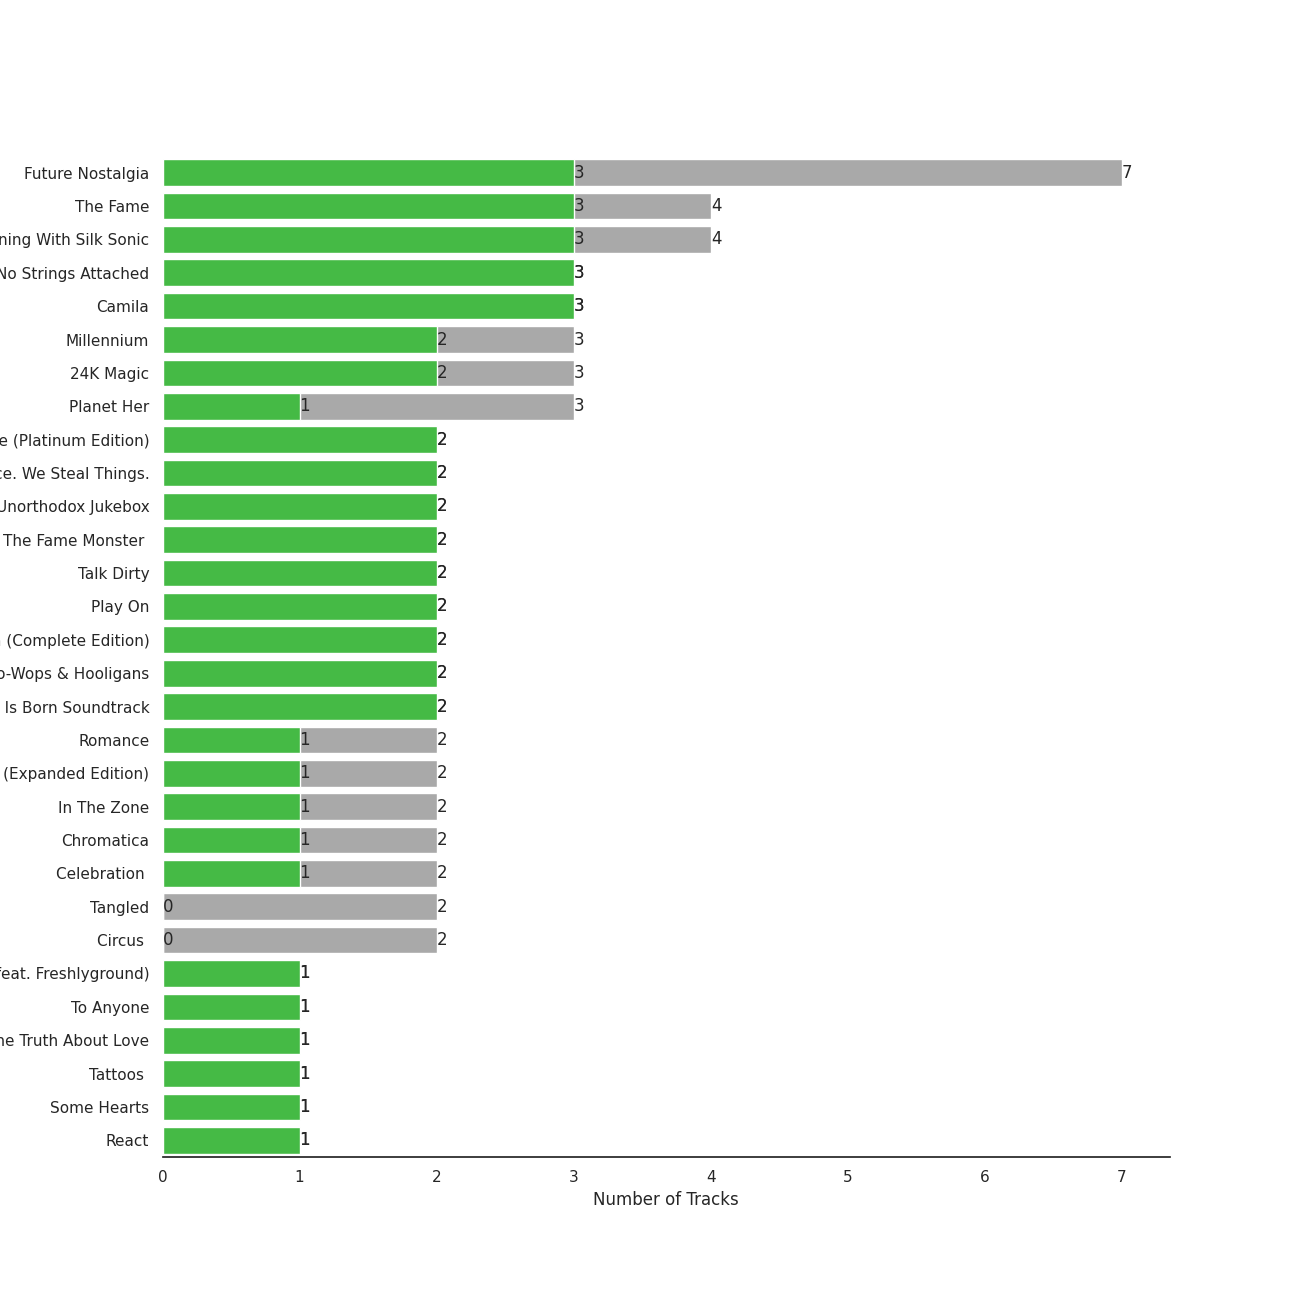 Future Nostalgia 3 7
The Fame 3 4
ning With Silk Sonic 3 4
No Strings Attached 3
Camila 3
Millennium 2 3
24K Magic 2 3
Planet Her 1 3
e (Platinum Edition) 2
ce. We Steal Things. 2
Unorthodox Jukebox 2
The Fame Monster 2
Talk Dirty 2
Play On 2
(Complete Edition) 2
o-Wops & Hooligans 2
Is Born Soundtrack 2
Romance 1 2
(Expanded Edition) 1 2
In The Zone 1 2
Chromatica 1 2
Celebration 1 2
Tangled 0 2
Circus 0 2
feat. Freshlyground) 1
To Anyone 1
he Truth About Love 1
Tattoos 1
Some Hearts 1
React 1
0 1 2 3 4 5 6 7
Number of Tracks